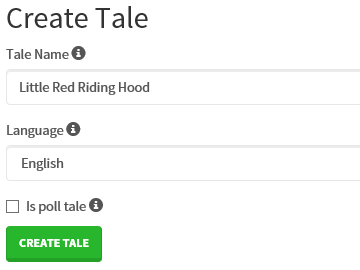 Create Tale
Tale Name
Little Red Riding Hood
Language
English
Is poll tale
CREATE TALE